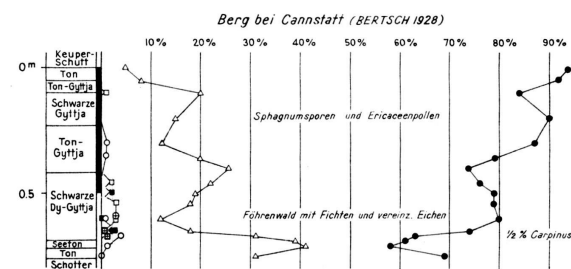 Berg bei Cannstatt (BERTSCH 1928)
Keuper-
Schutt
10% 20% 30% 40% 50% 60% 70% 80% 90%
0 m
Ton
Ton-Gyttja
Schwarze
Gyttja
Sphagnumsporen und Ericaceenpollen
Ton-
Gyttja
0.5
Schwarze
Dy-Gyttja
Föhrenwald mit Fichten und vereinz. Eichen
½ % Carpinus
Seeton
Ton
Schotter